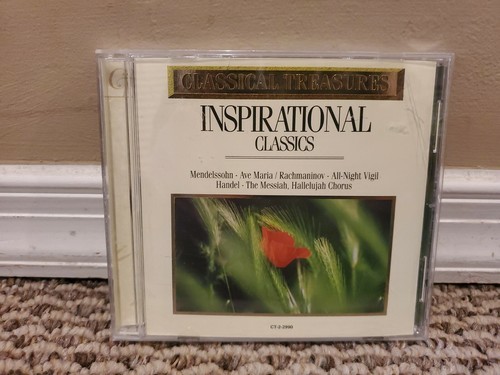 CLASSICAL TREASURES
INSPIRATIONAL
CLASSICS
Mendelssohn · Ave Maria / Rachmaninov · All-Night Vigil
Handel · The Messiah, Hallelujah Chorus